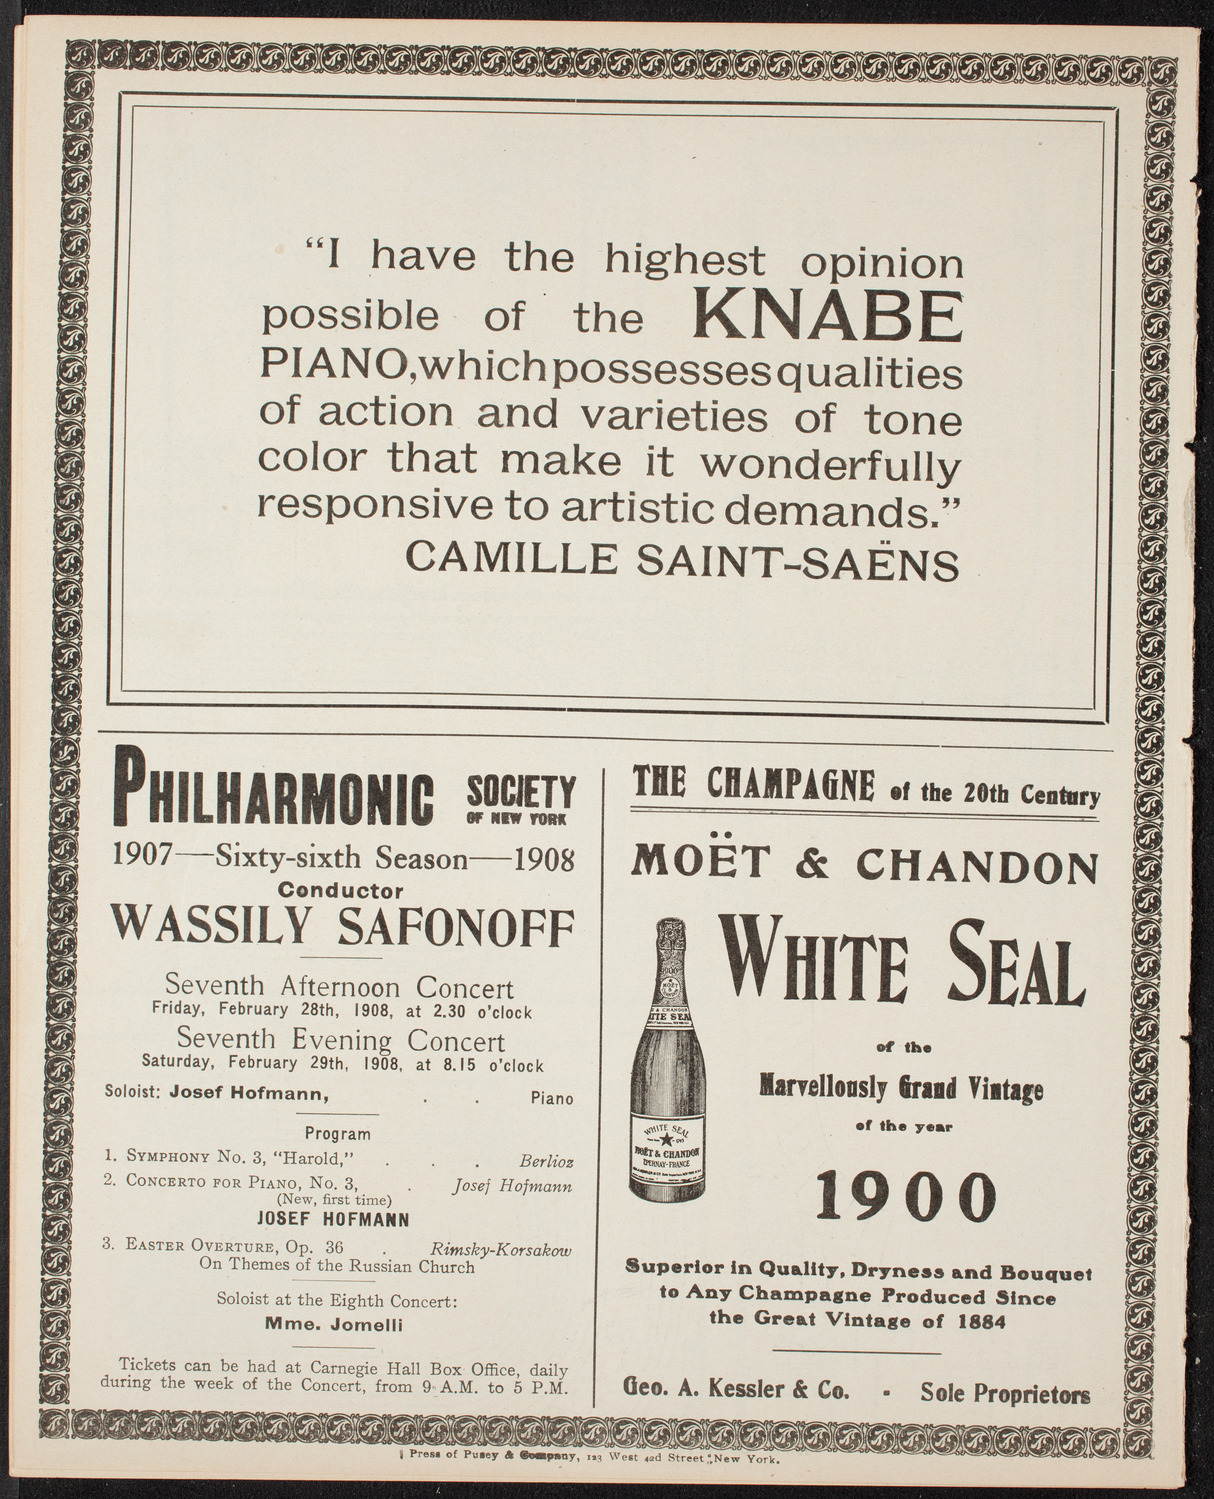 “I have the highest opinion
possible of the KNABE
PIANO, which possesses qualities
of action and varieties of tone
color that make it wonderfully
responsive to artistic demands.”
CAMILLE SAINT-SAËNS
PHILHARMONIC SOCIETY
OF NEW YORK
1907—Sixty-sixth Season—1908
Conductor
WASSILY SAFONOFF
Seventh Afternoon Concert
Friday, February 28th, 1908, at 2.30 o'clock
Seventh Evening Concert
Saturday, February 29th, 1908, at 8.15 o'clock
Soloist: Josef Hofmann, . . Piano
Program
1. SYMPHONY No. 3, “Harold,” . . . Berlioz
2. CONCERTO FOR PIANO, No. 3, . Josef Hofmann
(New, first time)
JOSEF HOFMANN
3. EASTER OVERTURE, Op. 36 . Rimsky-Korsakow
On Themes of the Russian Church
Soloist at the Eighth Concert:
Mme. Jomelli
Tickets can be had at Carnegie Hall Box Office, daily
during the week of the Concert, from 9 A.M. to 5 P.M.
THE CHAMPAGNE of the 20th Century
MOËT & CHANDON
WHITE SEAL
of the
Marvellously Grand Vintage
of the year
1900
WHITE SEAL
MOËT & CHANDON
EPERNAY-FRANCE
Superior in Quality, Dryness and Bouquet
to Any Champagne Produced Since
the Great Vintage of 1884
Geo. A. Kessler & Co. - Sole Proprietors
Press of Pusey & Company, 123 West 42d Street, New York.